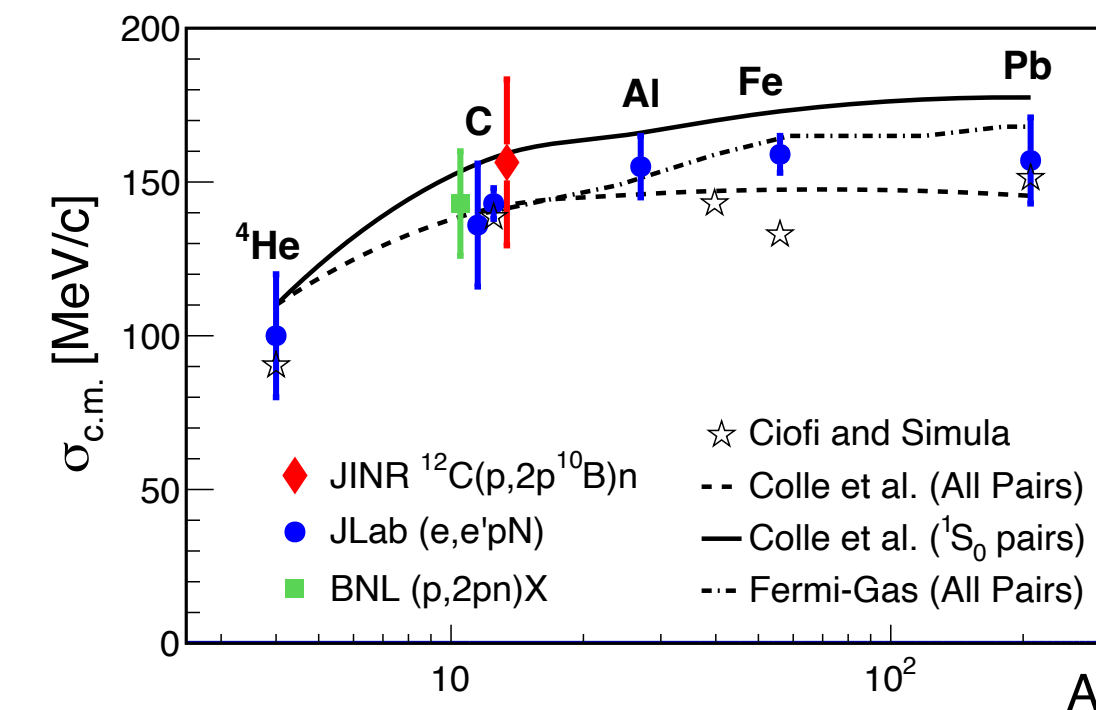 200
150
100
50
0
σc.m. [MeV/c]
⁴He
C
Al
Fe
Pb
JINR ¹²C(p,2p¹⁰B)n
JLab (e,e'pN)
BNL (p,2pn)X
Ciofi and Simula
Colle et al. (All Pairs)
Colle et al. (¹S₀ pairs)
Fermi-Gas (All Pairs)
10
10²
A